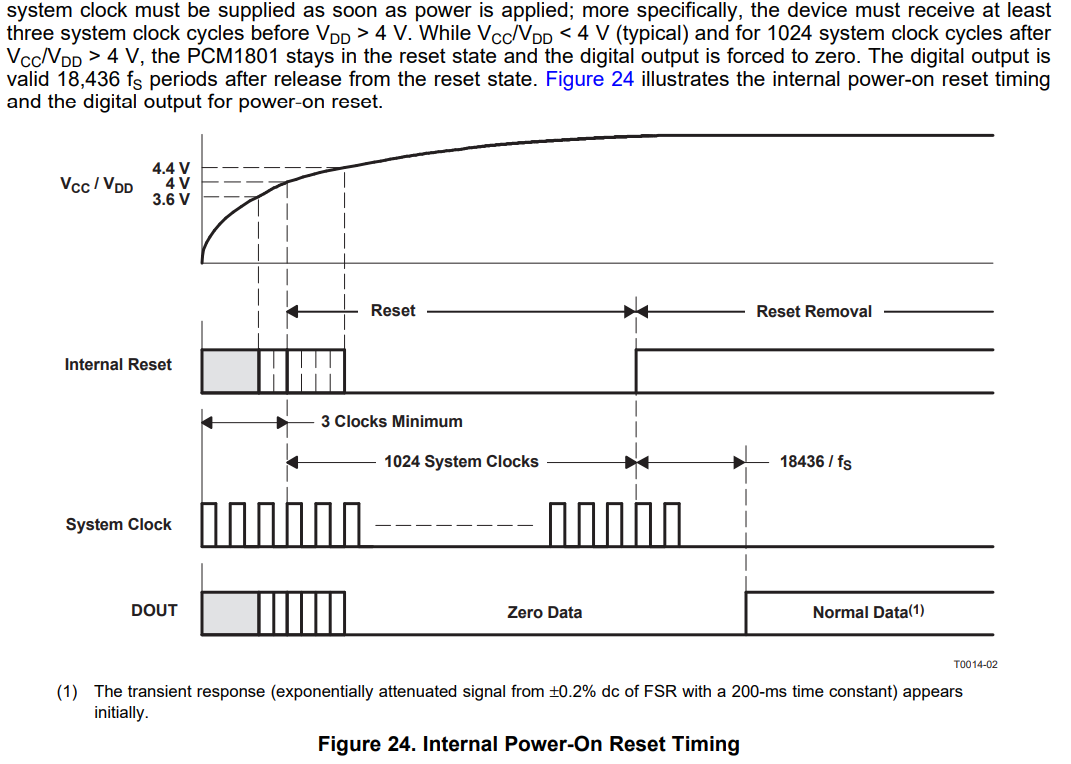 system clock must be supplied as soon as power is applied; more specifically, the device must receive at least
three system clock cycles before VDD > 4 V. While VCC/VDD < 4 V (typical) and for 1024 system clock cycles after
VCC/VDD > 4 V, the PCM1801 stays in the reset state and the digital output is forced to zero. The digital output is
valid 18,436 fS periods after release from the reset state. Figure 24 illustrates the internal power-on reset timing
and the digital output for power-on reset.
4.4 V
VCC / VDD
4 V
3.6 V
Reset
Reset Removal
Internal Reset
3 Clocks Minimum
1024 System Clocks
18436 / fS
System Clock
DOUT
Zero Data
Normal Data(1)
T0014-02
(1) The transient response (exponentially attenuated signal from ±0.2% dc of FSR with a 200-ms time constant) appears
initially.
Figure 24. Internal Power-On Reset Timing